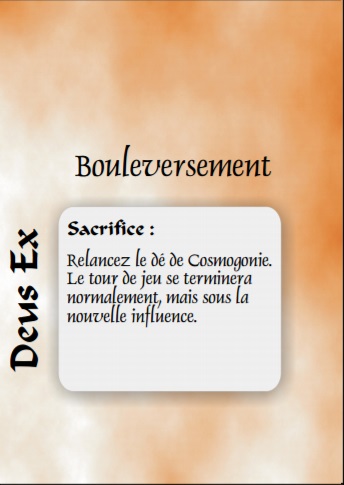 Bouleversement
Deus Ex
Sacrifice :
Relancez le dé de Cosmogonie.
Le tour de jeu se terminera
normalement, mais sous la
nouvelle influence.